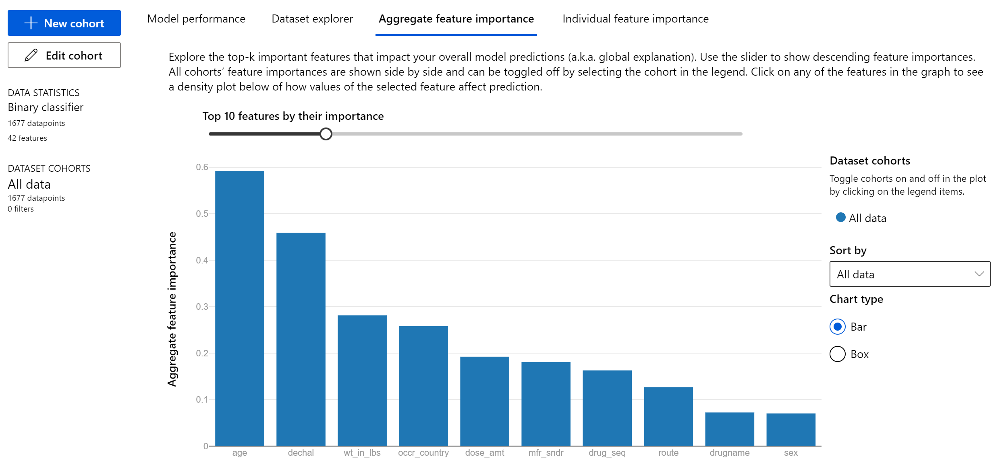 New cohort
Edit cohort
DATA STATISTICS
Binary classifier
1677 datapoints
42 features
DATASET COHORTS
All data
1677 datapoints
0 filters
Model performance
Dataset explorer
Aggregate feature importance
Individual feature importance
Explore the top-k important features that impact your overall model predictions (a.k.a. global explanation). Use the slider to show descending feature importances.
All cohorts’ feature importances are shown side by side and can be toggled off by selecting the cohort in the legend. Click on any of the features in the graph to see
a density plot below of how values of the selected feature affect prediction.
Top 10 features by their importance
Aggregate feature importance
0.6
0.5
0.4
0.3
0.2
0.1
0
age
dechal
wt_in_lbs
occr_country
dose_amt
mfr_sndr
drug_seq
route
drugname
sex
Dataset cohorts
Toggle cohorts on and off in the plot
by clicking on the legend items.
All data
Sort by
All data
Chart type
Bar
Box